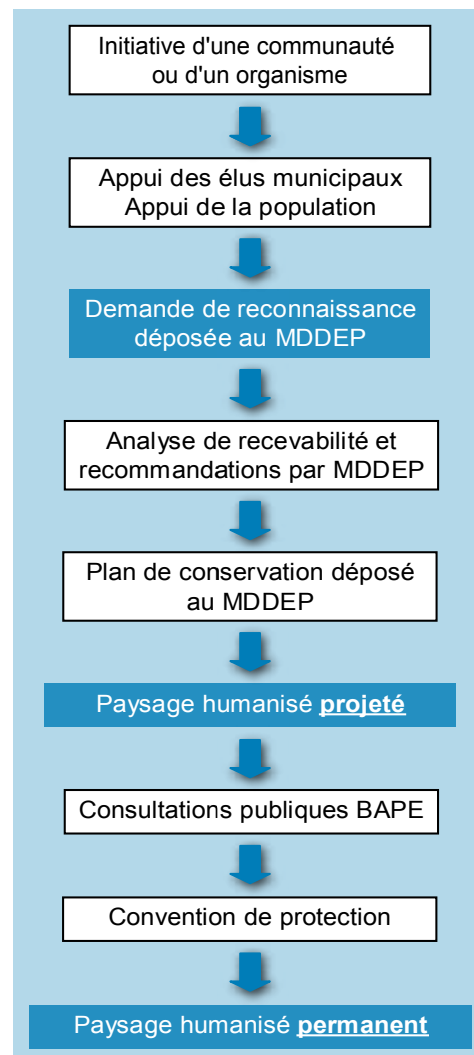 Initiative d'une communauté
ou d'un organisme
Appui des élus municipaux
Appui de la population
Demande de reconnaissance
déposée au MDDEP
Analyse de recevabilité et
recommandations par MDDEP
Plan de conservation déposé
au MDDEP
Paysage humanisé projeté
Consultations publiques BAPE
Convention de protection
Paysage humanisé permanent